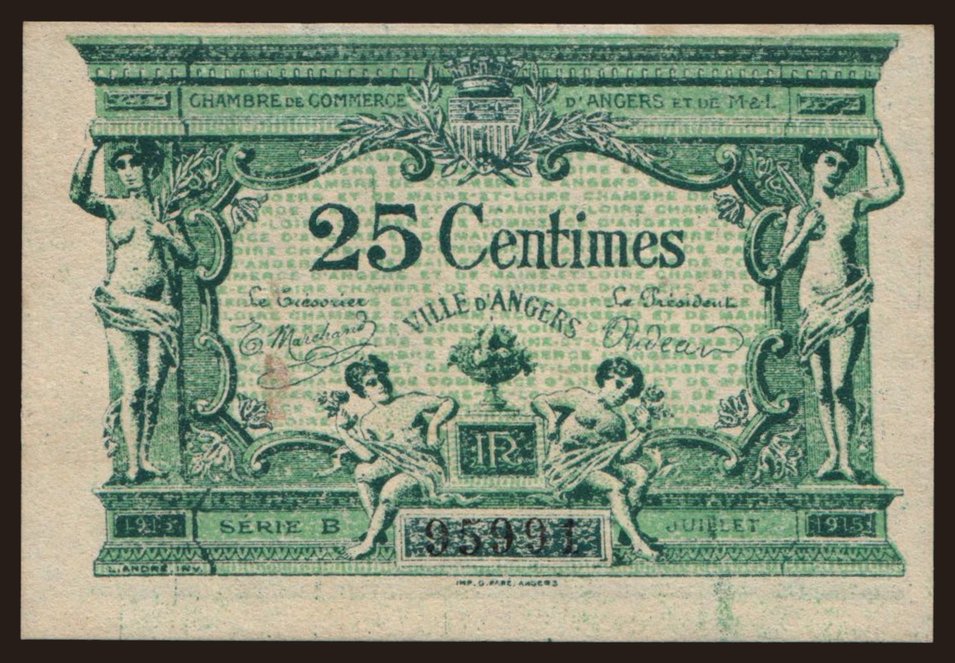 CHAMBRE DE COMMERCE D'ANGERS ET DE M-&-L.
25 Centimes
Le Trésorier Le Président
VILLE D'ANGERS
RF
1915 SÉRIE B JUILLET 1915
95991
L. ANDRÉ, INV.
IMP. G. PARÉ, ANGERS